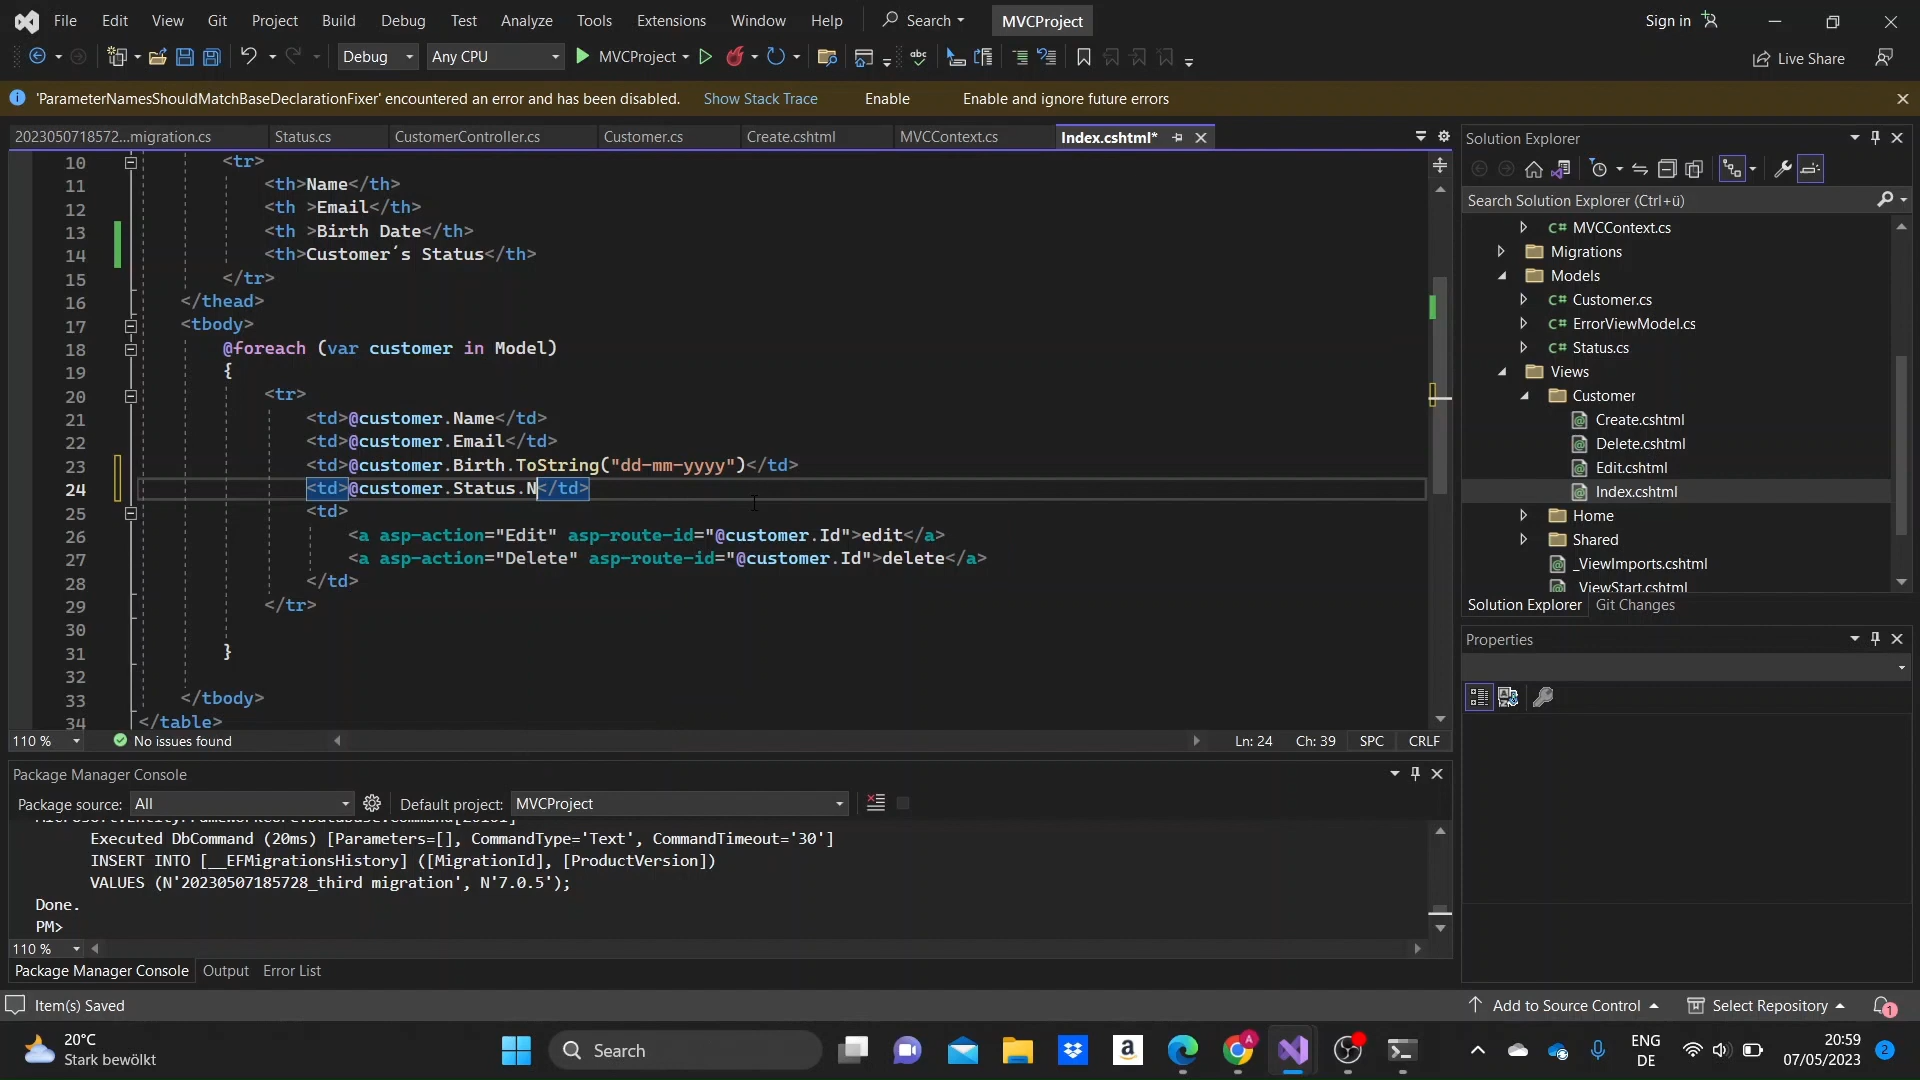 File Edit View Git Project Build Debug Test Analyze Tools Extensions Window Help Search MVCProject Sign in
Debug Any CPU MVCProject Live Share
'ParameterNamesShouldMatchBaseDeclarationFixer' encountered an error and has been disabled. Show Stack Trace Enable Enable and ignore future errors
2023050718572...migration.cs Status.cs CustomerController.cs Customer.cs Create.cshtml MVCContext.cs Index.cshtml*
10 <tr>
11 <th>Name</th>
12 <th >Email</th>
13 <th >Birth Date</th>
14 <th>Customer´s Status</th>
15 </tr>
16 </thead>
17 <tbody>
18 @foreach (var customer in Model)
19 {
20 <tr>
21 <td>@customer.Name</td>
22 <td>@customer.Email</td>
23 <td>@customer.Birth.ToString("dd-mm-yyyy")</td>
24 <td>@customer.Status.N</td>
25 <td>
26 <a asp-action="Edit" asp-route-id="@customer.Id">edit</a>
27 <a asp-action="Delete" asp-route-id="@customer.Id">delete</a>
28 </td>
29 </tr>
30
31 }
32
33 </tbody>
34 </table>
110 % No issues found Ln: 24 Ch: 39 SPC CRLF
Solution Explorer
Search Solution Explorer (Ctrl+ü)
C# MVCContext.cs
Migrations
Models
C# Customer.cs
C# ErrorViewModel.cs
C# Status.cs
Views
Customer
Create.cshtml
Delete.cshtml
Edit.cshtml
Index.cshtml
Home
Shared
_ViewImports.cshtml
_ViewStart.cshtml
Solution Explorer Git Changes
Properties
Package Manager Console
Package source: All Default project: MVCProject
Executed DbCommand (20ms) [Parameters=[], CommandType='Text', CommandTimeout='30']
INSERT INTO [__EFMigrationsHistory] ([MigrationId], [ProductVersion])
VALUES (N'20230507185728_third migration', N'7.0.5');
Done.
PM>
110 %
Package Manager Console Output Error List
Item(s) Saved Add to Source Control Select Repository 1
20°C
Stark bewölkt
Search
ENG
DE
20:59
07/05/2023
2